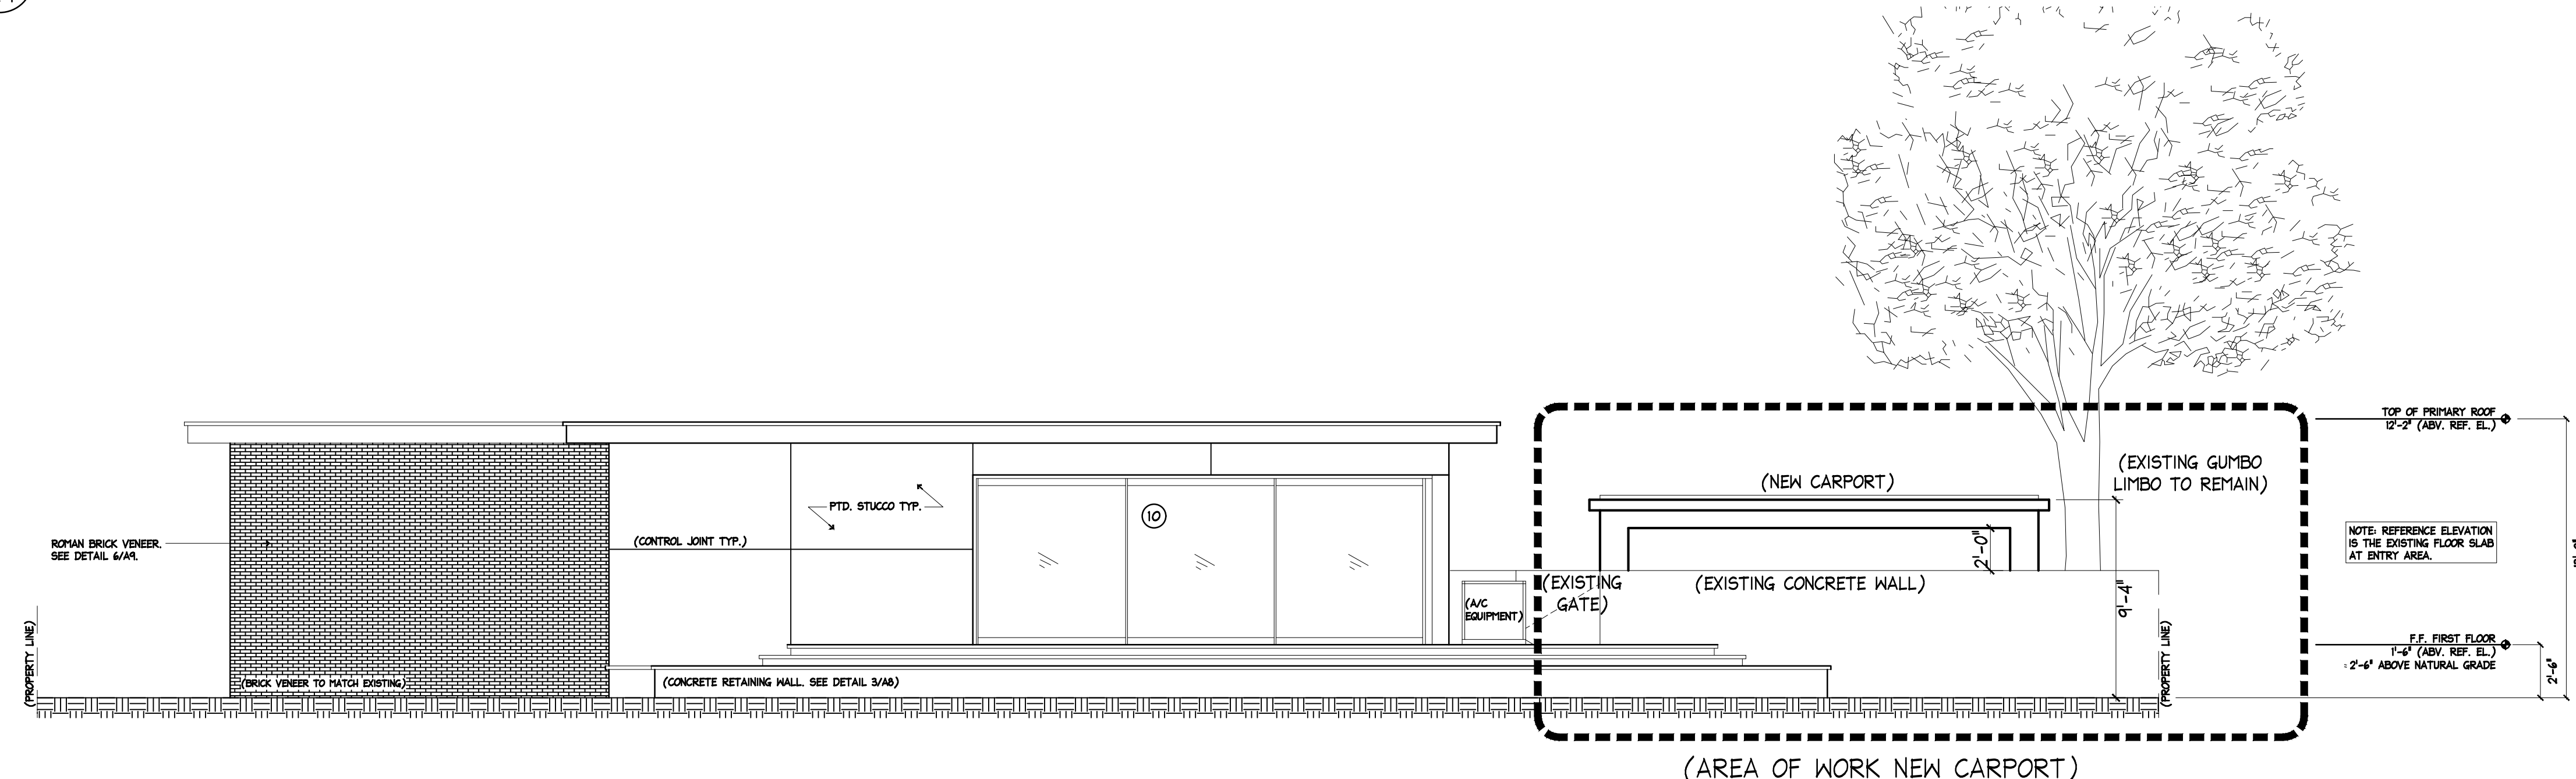 TOP OF PRIMARY ROOF
12'-2" (ABV. REF. EL.)
(EXISTING GUMBO
LIMBO TO REMAIN)
(NEW CARPORT)
PTD. STUCCO TYP.
10
NOTE: REFERENCE ELEVATION
IS THE EXISTING FLOOR SLAB
AT ENTRY AREA.
ROMAN BRICK VENEER.
SEE DETAIL 6/A9.
(CONTROL JOINT TYP.)
2'-0"
(EXISTING
GATE)
(EXISTING CONCRETE WALL)
(A/C
EQUIPMENT)
9'-4"
(PROPERTY LINE)
(PROPERTY LINE)
F.F. FIRST FLOOR
1'-6" (ABV. REF. EL.)
2'-6" ABOVE NATURAL GRADE
2'-6"
(BRICK VENEER TO MATCH EXISTING)
(CONCRETE RETAINING WALL. SEE DETAIL 3/A8)
(AREA OF WORK NEW CARPORT)